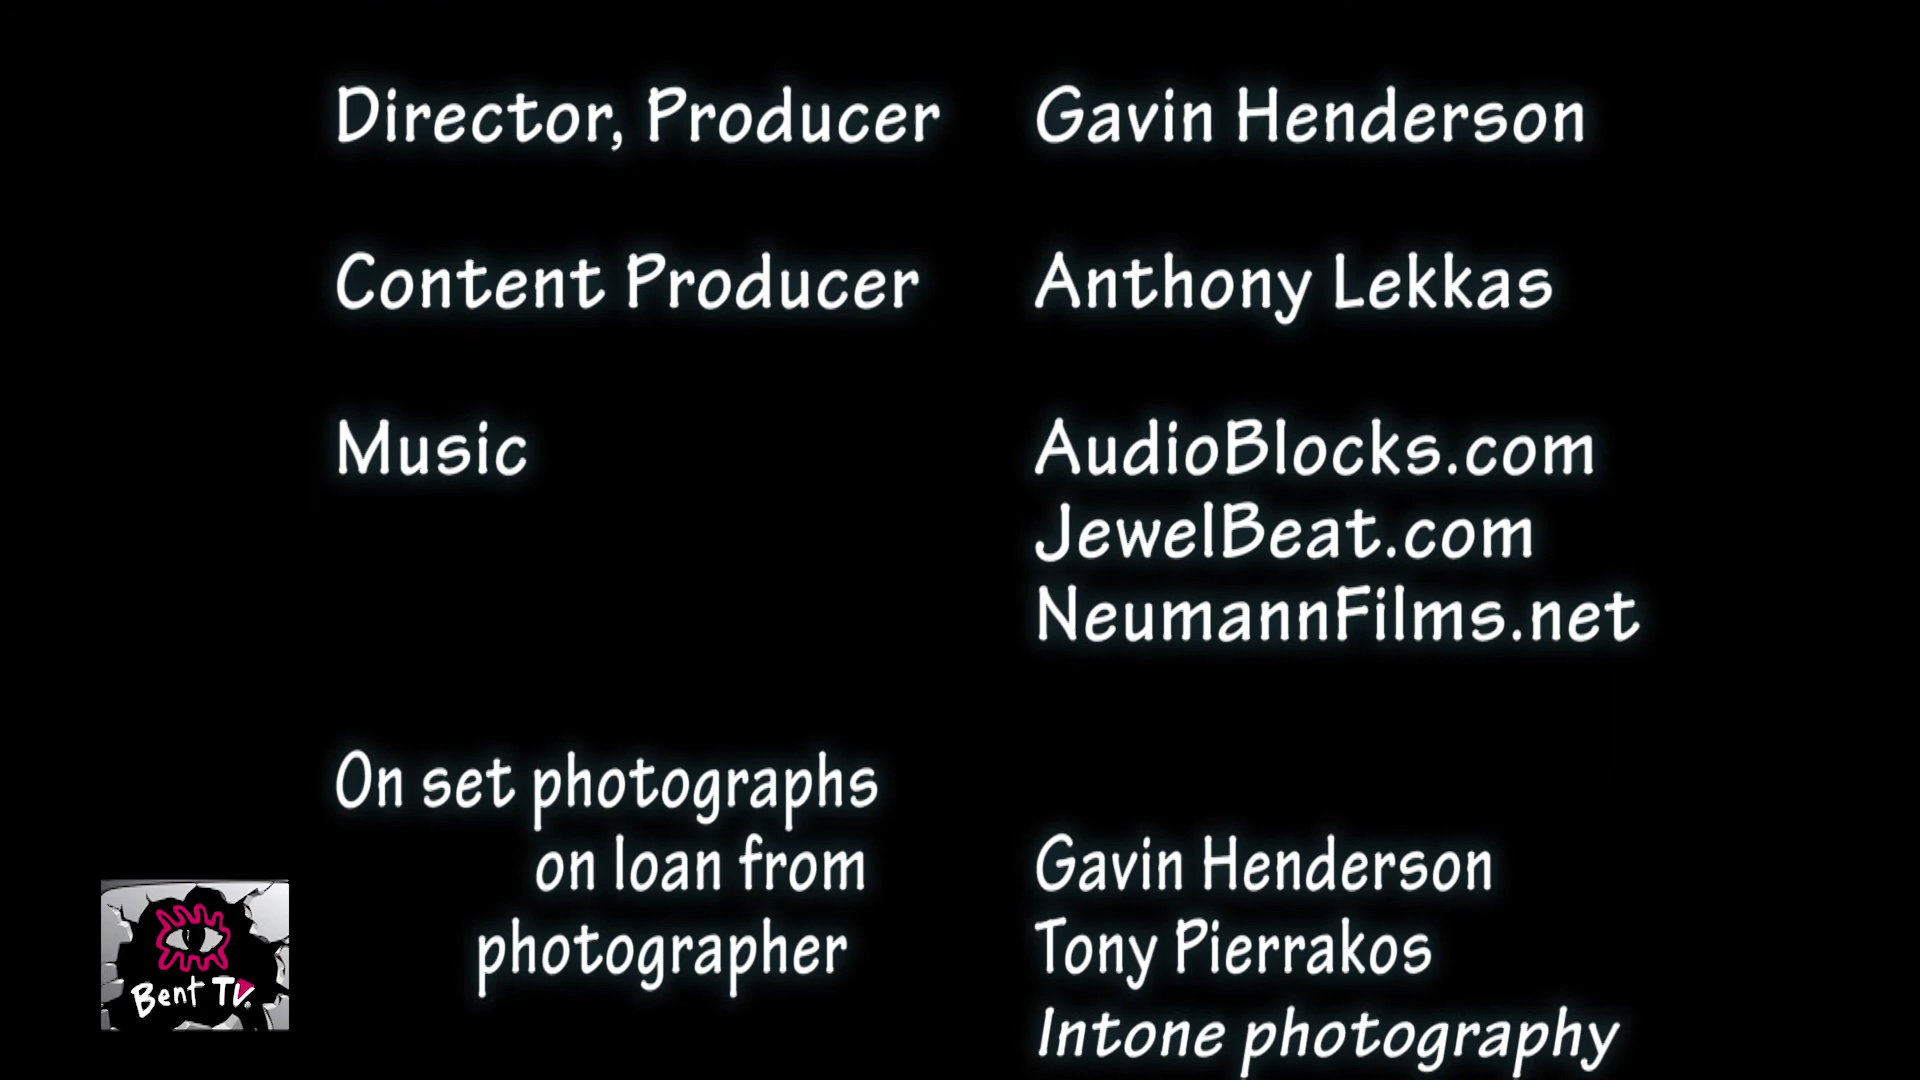 Director, Producer Gavin Henderson
Content Producer Anthony Lekkas
Music AudioBlocks.com
JewelBeat.com
NeumannFilms.net
On set photographs
on loan from Gavin Henderson
photographer Tony Pierrakos
Intone photography
Bent TV.